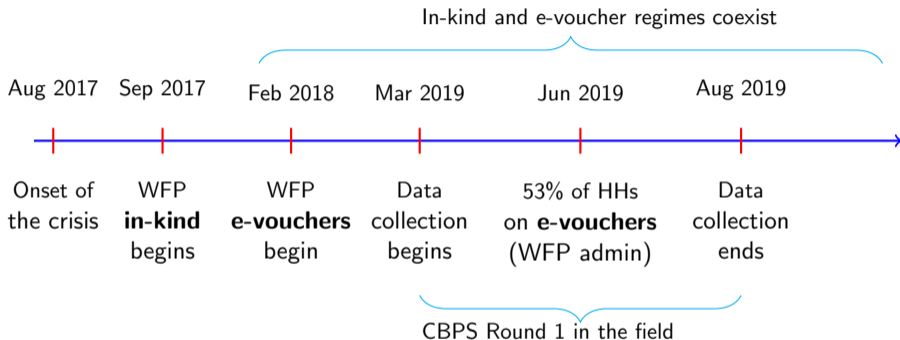 In-kind and e-voucher regimes coexist
Aug 2017
Sep 2017
Feb 2018
Mar 2019
Jun 2019
Aug 2019
Onset of
the crisis
WFP
in-kind
begins
WFP
e-vouchers
begin
Data
collection
begins
53% of HHs
on e-vouchers
(WFP admin)
Data
collection
ends
CBPS Round 1 in the field